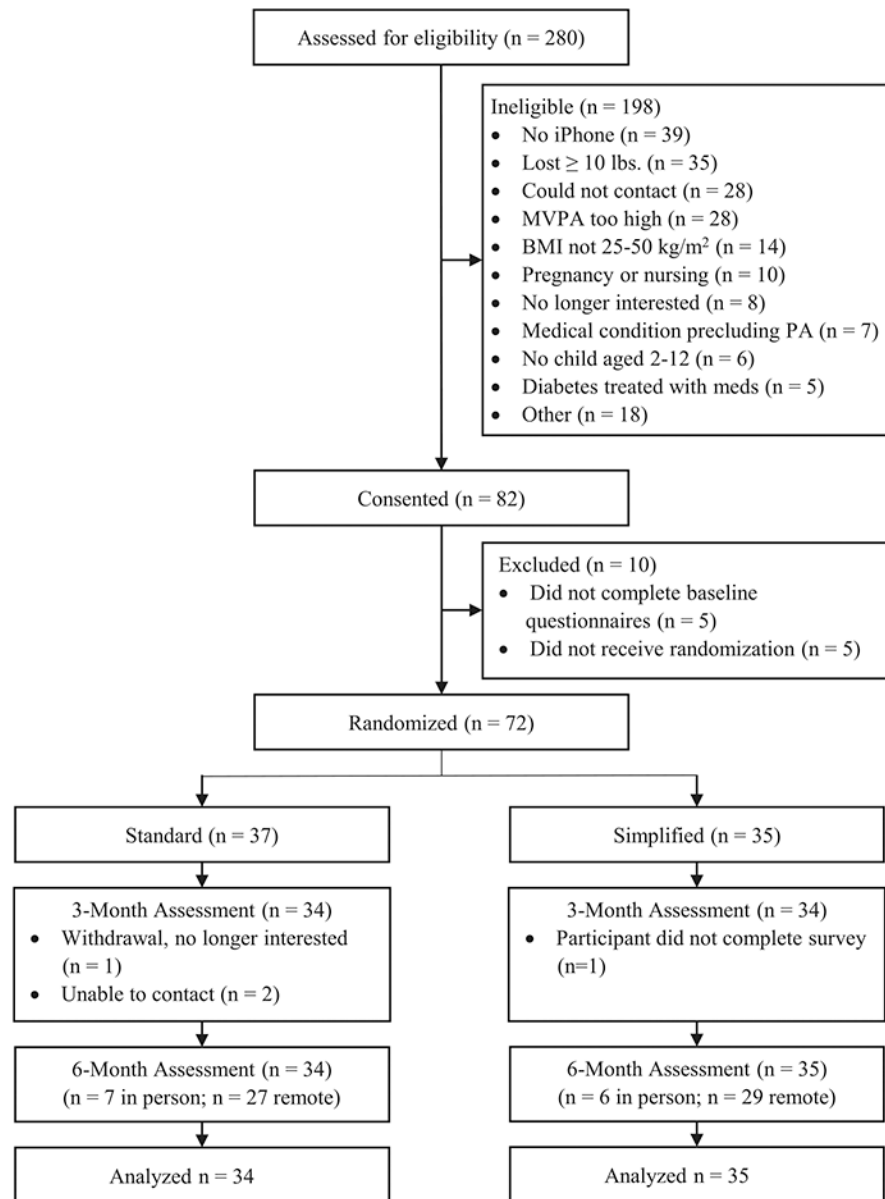 Assessed for eligibility (n = 280)
Ineligible (n = 198)
• No iPhone (n = 39)
• Lost ≥ 10 lbs. (n = 35)
• Could not contact (n = 28)
• MVPA too high (n = 28)
• BMI not 25-50 kg/m² (n = 14)
• Pregnancy or nursing (n = 10)
• No longer interested (n = 8)
• Medical condition precluding PA (n = 7)
• No child aged 2-12 (n = 6)
• Diabetes treated with meds (n = 5)
• Other (n = 18)
Consented (n = 82)
Excluded (n = 10)
• Did not complete baseline
questionnaires (n = 5)
• Did not receive randomization (n = 5)
Randomized (n = 72)
Standard (n = 37)
3-Month Assessment (n = 34)
• Withdrawal, no longer interested
(n = 1)
• Unable to contact (n = 2)
6-Month Assessment (n = 34)
(n = 7 in person; n = 27 remote)
Analyzed n = 34
Simplified (n = 35)
3-Month Assessment (n = 34)
• Participant did not complete survey
(n=1)
6-Month Assessment (n = 35)
(n = 6 in person; n = 29 remote)
Analyzed n = 35